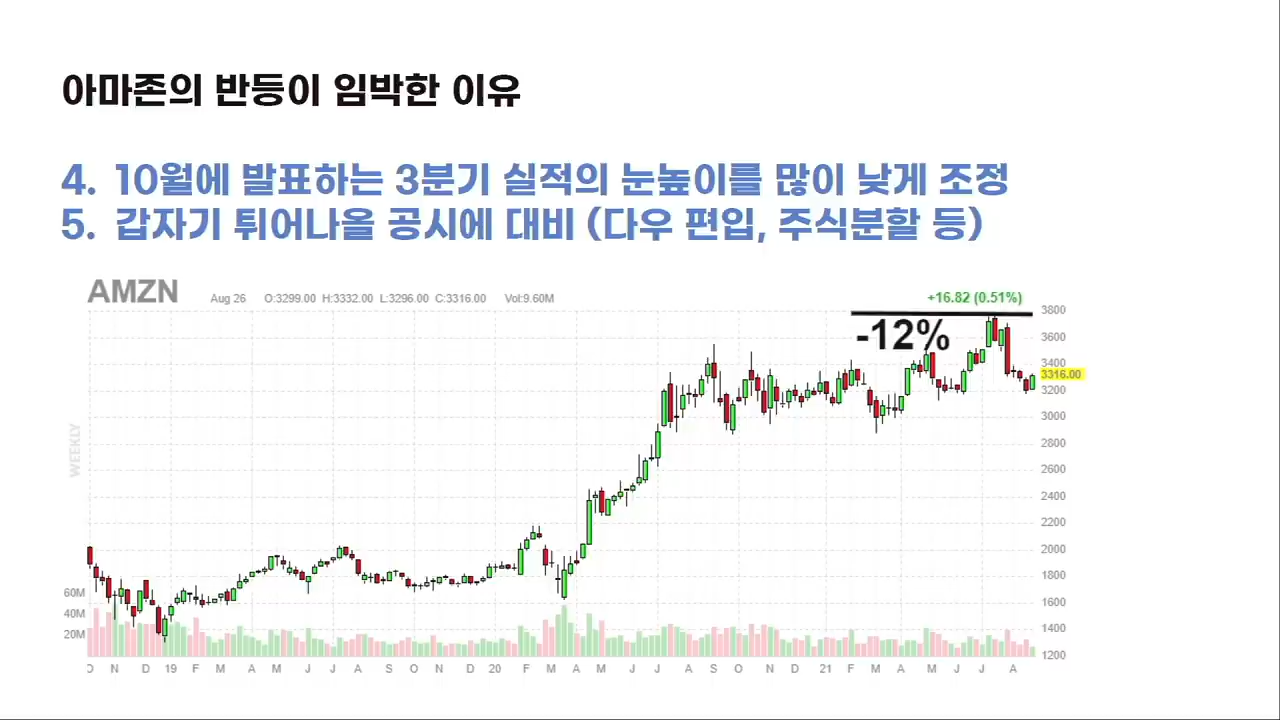 아마존의 반등이 임박한 이유
4. 10월에 발표하는 3분기 실적의 눈높이를 많이 낮게 조정
5. 갑자기 튀어나올 공시에 대비 (다우 편입, 주식분할 등)
AMZN Aug 26 O:3299.00 H:3332.00 L:3296.00 C:3316.00 Vol:9.60M +16.82 (0.51%)
-12%
3800
3600
3400
3316.00
3200
3000
2800
2600
2400
2200
2000
1800
1600
1400
1200
WEEKLY
60M
40M
20M
O N D 19 F M A M J J A S O N D 20 F M A M J J A S O N D 21 F M A M J J A